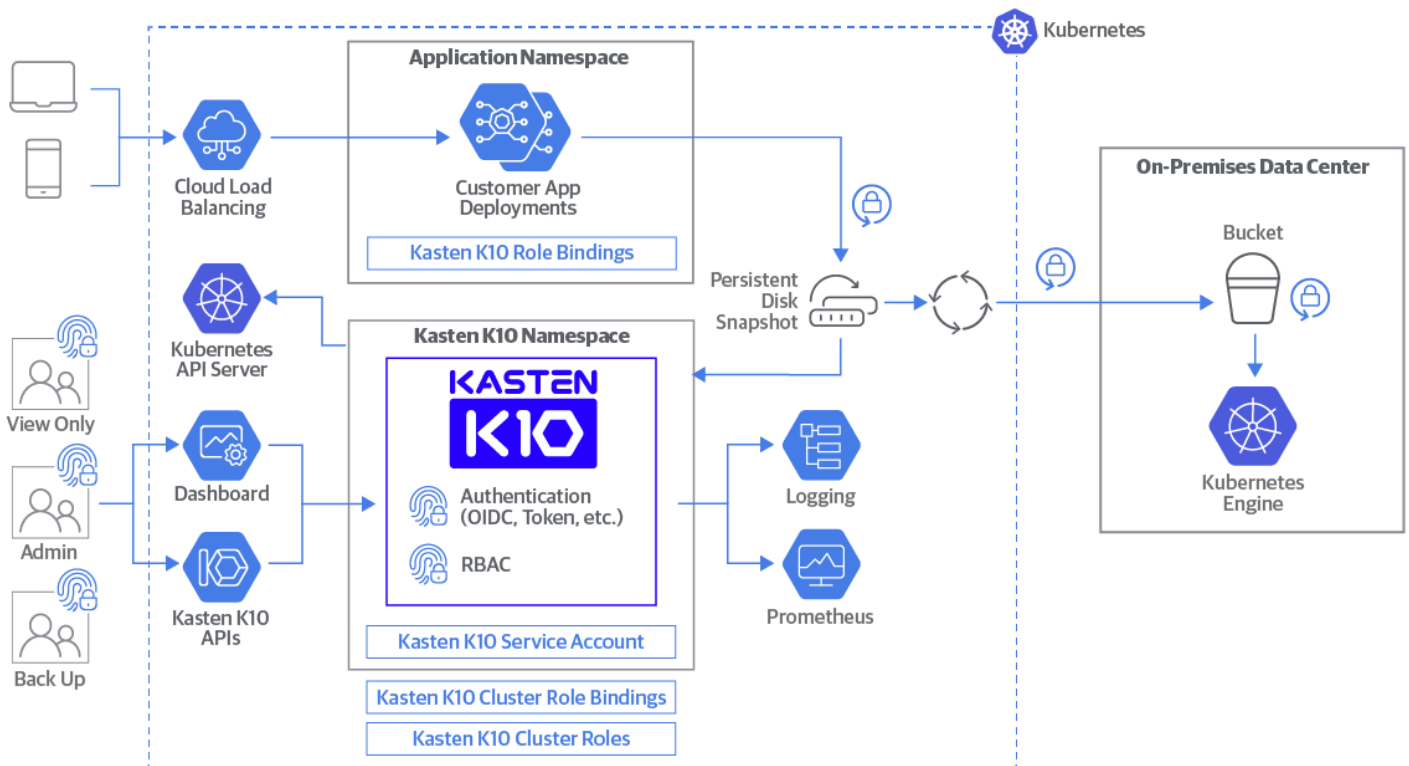 Kubernetes
Application Namespace
Cloud Load
Balancing
Customer App
Deployments
Kasten K10 Role Bindings
On-Premises Data Center
Bucket
Persistent
Disk
Snapshot
Kubernetes
API Server
Kasten K10 Namespace
KASTEN
K10
View Only
Dashboard
Authentication
(OIDC, Token, etc.)
Logging
Kubernetes
Engine
Admin
RBAC
Kasten K10
APIs
Prometheus
Kasten K10 Service Account
Back Up
Kasten K10 Cluster Role Bindings
Kasten K10 Cluster Roles